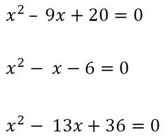 x² - 9x + 20 = 0
x² - x - 6 = 0
x² - 13x + 36 = 0